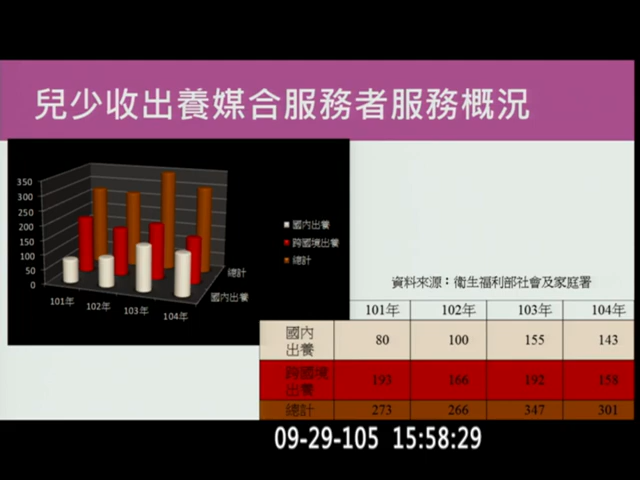 兒少收出養媒合服務者服務概況
350
300
250
200
150
100
50
0
101年
102年
103年
104年
總計
國內出養
國內出養
跨國境出養
總計
資料來源：衛生福利部社會及家庭署
101年 102年 103年 104年
國內出養 80 100 155 143
跨國境出養 193 166 192 158
總計 273 266 347 301
09-29-105 15:58:29